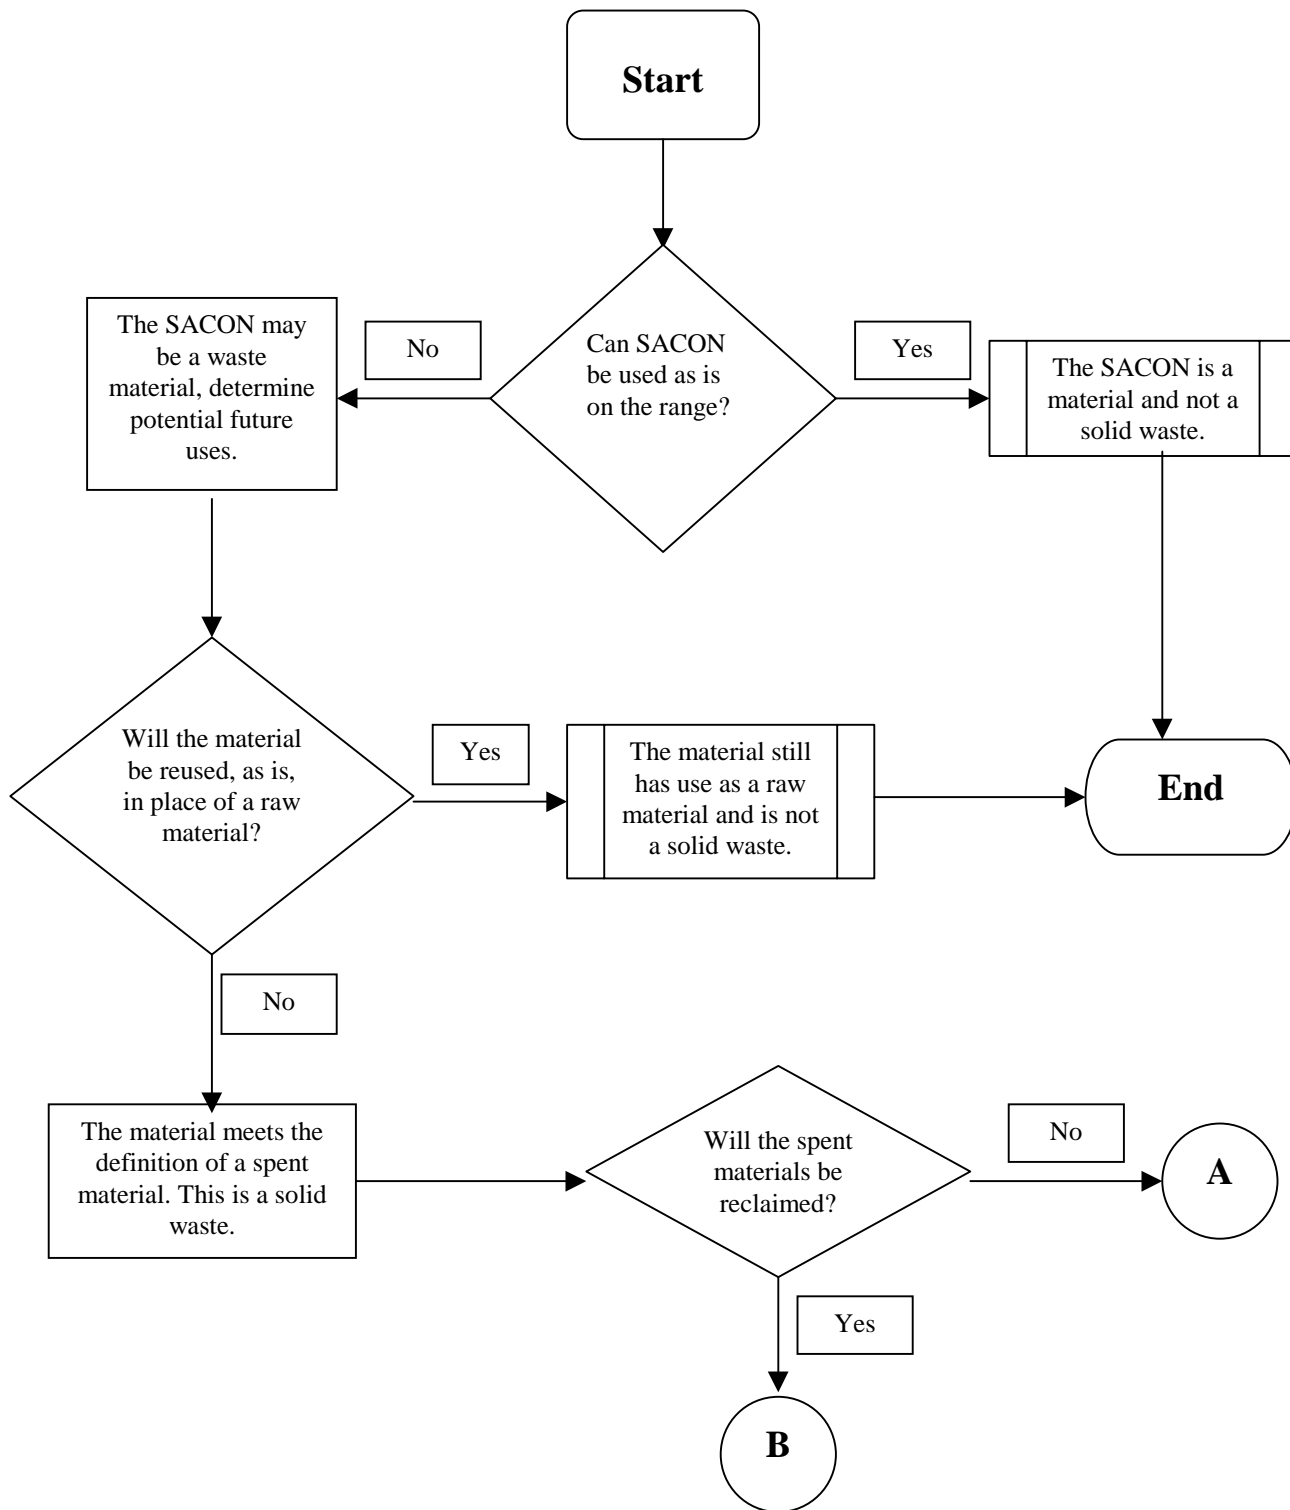 Start
The SACON may
be a waste
material, determine
potential future
uses.
No
Can SACON
be used as is
on the range?
Yes
The SACON is a
material and not a
solid waste.
Will the material
be reused, as is,
in place of a raw
material?
Yes
The material still
has use as a raw
material and is not
a solid waste.
End
No
The material meets the
definition of a spent
material. This is a solid
waste.
Will the spent
materials be
reclaimed?
No
A
Yes
B